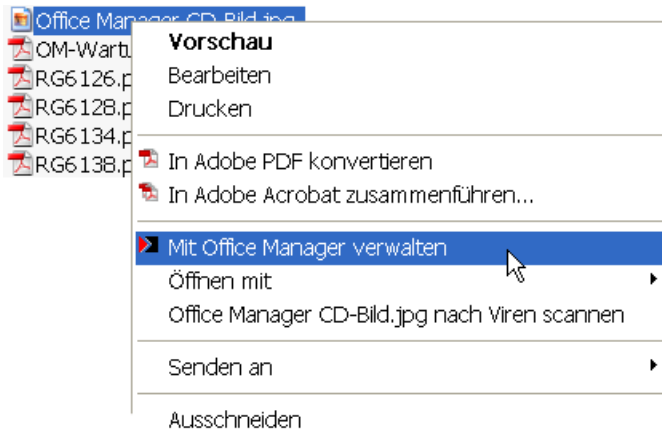 Office Manager CD-Bild.jpg
OM-Wartu
RG6126.p
RG6128.p
RG6134.p
RG6138.p
Vorschau
Bearbeiten
Drucken
In Adobe PDF konvertieren
In Adobe Acrobat zusammenführen...
Mit Office Manager verwalten
Öffnen mit
Office Manager CD-Bild.jpg nach Viren scannen
Senden an
Ausschneiden